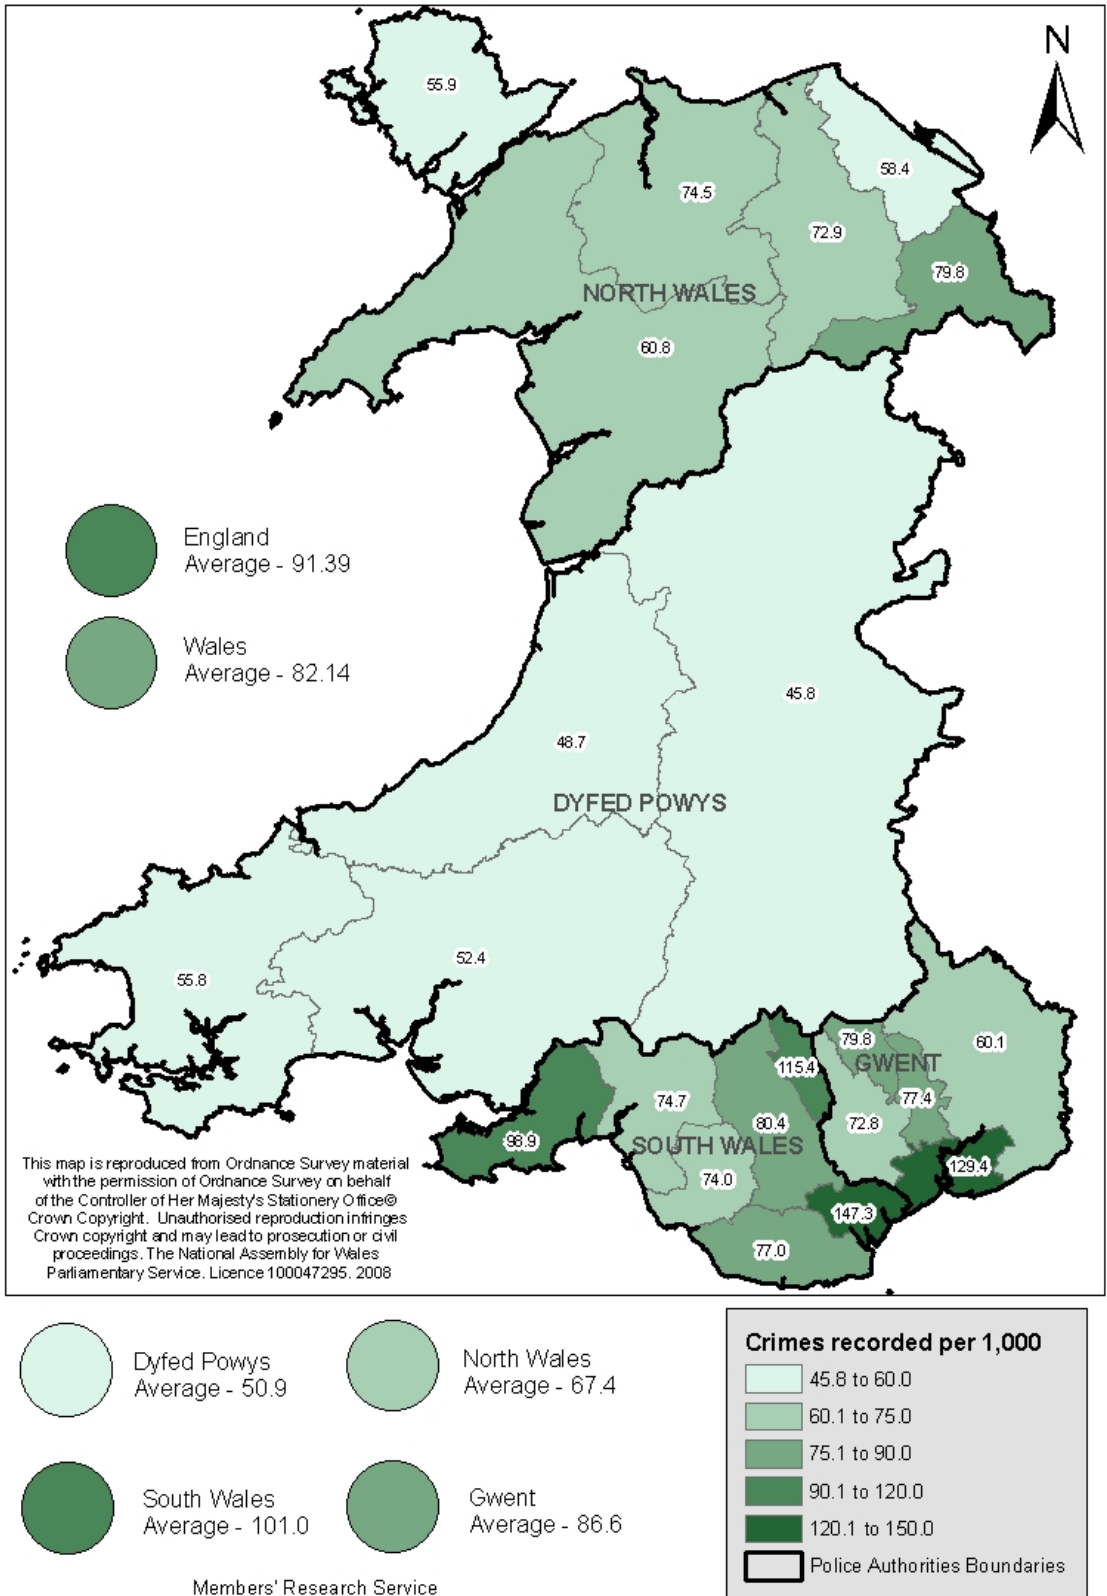 N
55.9
58.4
74.5
72.9
79.8
NORTH WALES
60.8
England
Average - 91.39
Wales
Average - 82.14
45.8
48.7
DYFED POWYS
52.4
55.8
79.8
60.1
GWENT
115.4
74.7
77.4
80.4
72.8
98.9
SOUTH WALES
129.4
74.0
147.3
77.0
This map is reproduced from Ordnance Survey material
with the permission of Ordnance Survey on behalf
of the Controller of Her Majesty's Stationery Office©
Crown Copyright. Unauthorised reproduction infringes
Crown copyright and may lead to prosecution or civil
proceedings. The National Assembly for Wales
Parliamentary Service. Licence 100047295. 2008
Dyfed Powys
Average - 50.9
North Wales
Average - 67.4
South Wales
Average - 101.0
Gwent
Average - 86.6
Members' Research Service
Crimes recorded per 1,000
45.8 to 60.0
60.1 to 75.0
75.1 to 90.0
90.1 to 120.0
120.1 to 150.0
Police Authorities Boundaries